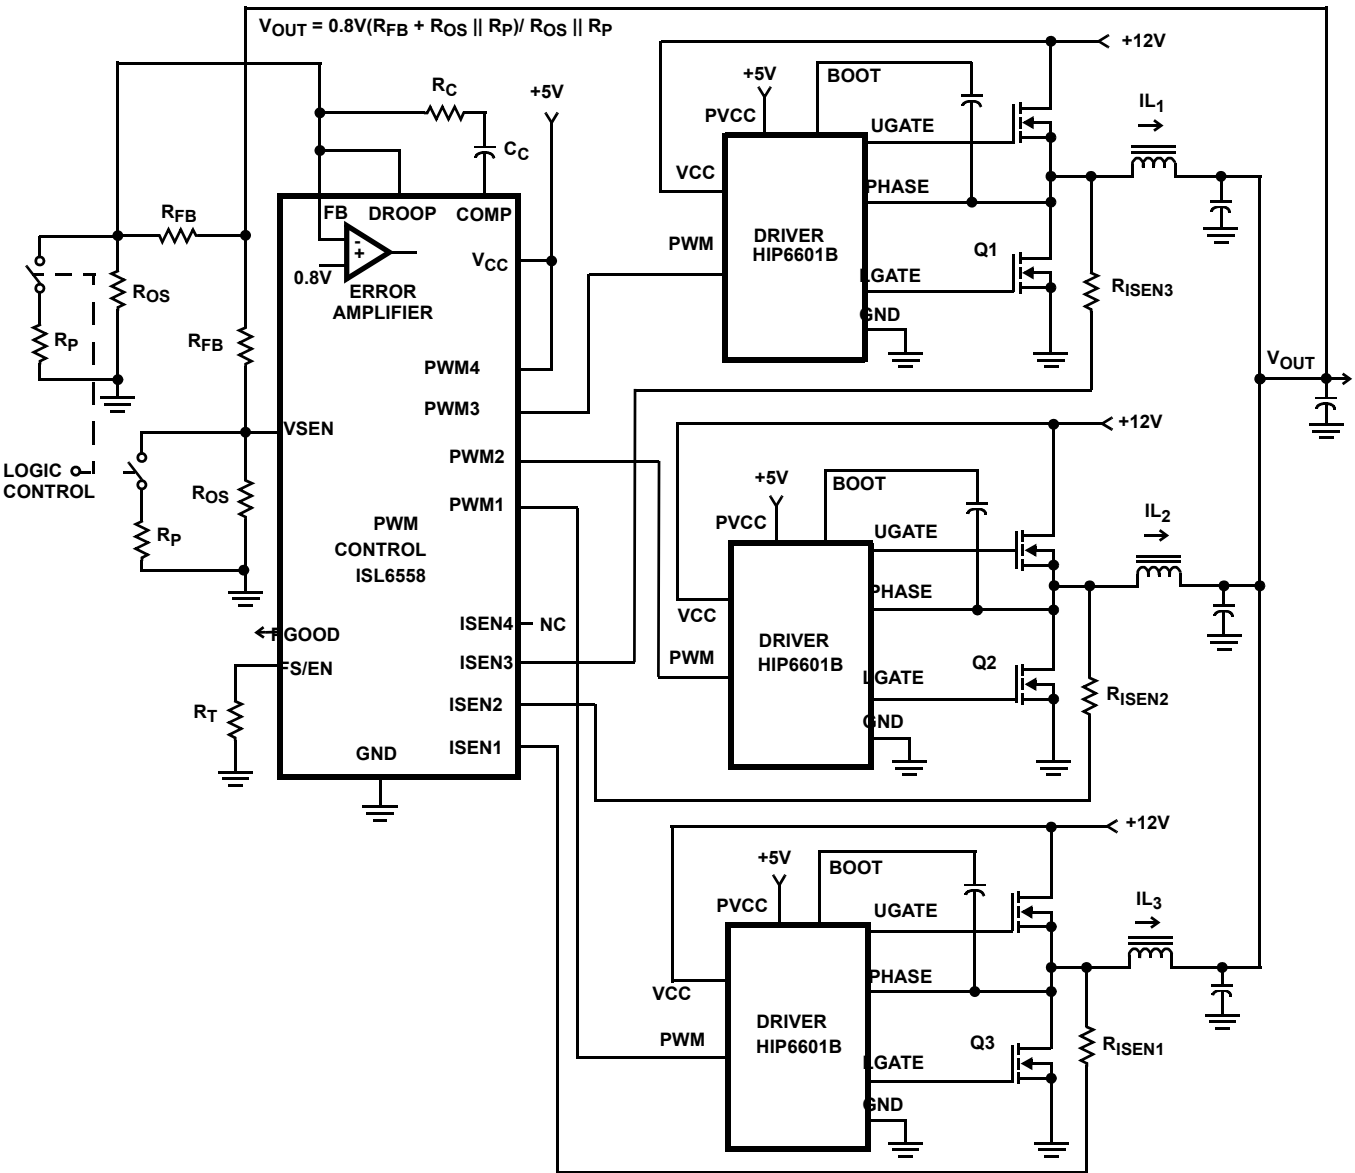 VOUT = 0.8V(RFB + ROS || RP)/ ROS || RP
+12V
RC
+5V
+5V
BOOT
IL1
PVCC
UGATE
CC
VCC
PHASE
RFB
FB
DROOP
COMP
-
+
0.8V
PWM
DRIVER
HIP6601B
Q1
VCC
ROS
ERROR
AMPLIFIER
LGATE
RISEN3
GND
RP
RFB
VOUT
PWM4
PWM3
+12V
VSEN
LOGIC
CONTROL
PWM2
+5V
BOOT
ROS
PWM1
IL2
RP
PWM
CONTROL
ISL6558
PVCC
UGATE
PHASE
VCC
PGOOD
ISEN4
NC
DRIVER
HIP6601B
FS/EN
ISEN3
PWM
Q2
LGATE
RT
ISEN2
RISEN2
GND
GND
ISEN1
+12V
+5V
BOOT
IL3
PVCC
UGATE
PHASE
VCC
DRIVER
HIP6601B
PWM
Q3
RISEN1
LGATE
GND